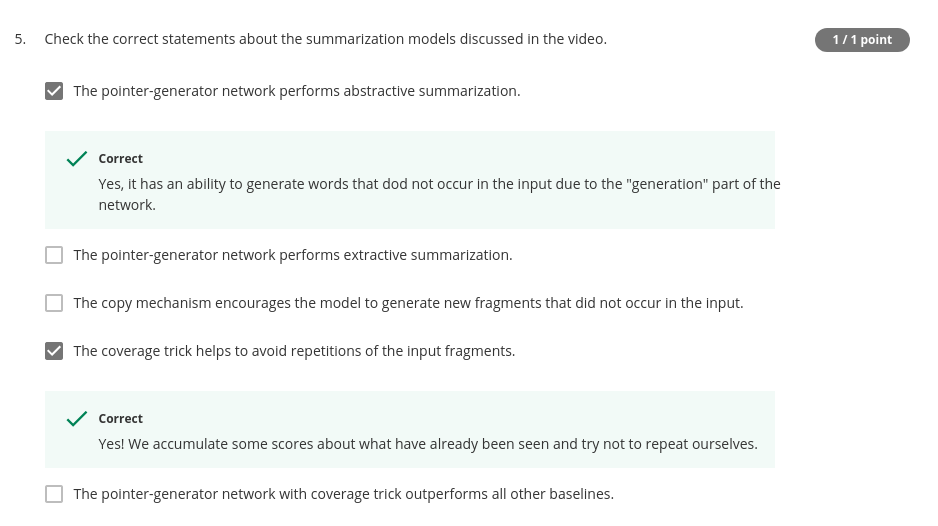 5. Check the correct statements about the summarization models discussed in the video.
1 / 1 point
The pointer-generator network performs abstractive summarization.
Correct
Yes, it has an ability to generate words that dod not occur in the input due to the "generation" part of the
network.
The pointer-generator network performs extractive summarization.
The copy mechanism encourages the model to generate new fragments that did not occur in the input.
The coverage trick helps to avoid repetitions of the input fragments.
Correct
Yes! We accumulate some scores about what have already been seen and try not to repeat ourselves.
The pointer-generator network with coverage trick outperforms all other baselines.